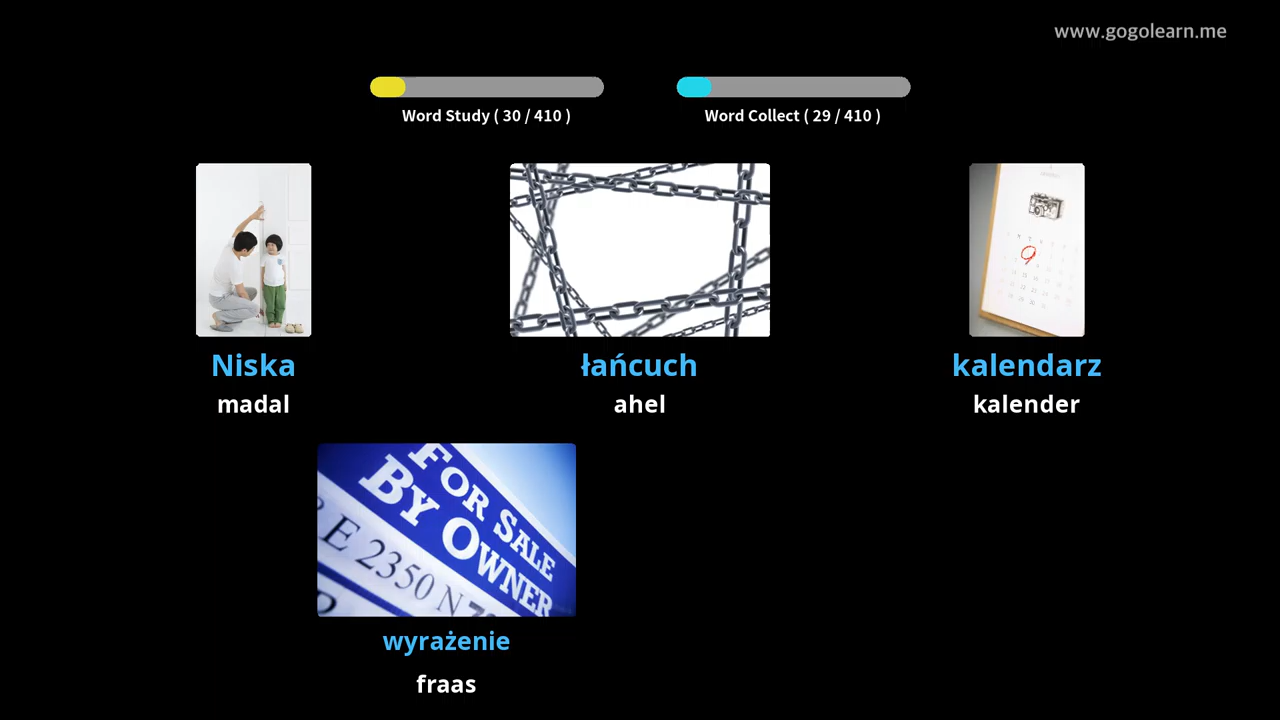 www.gogolearn.me
Word Study ( 30 / 410 )
Word Collect ( 29 / 410 )
Niska
madal
łańcuch
ahel
kalendarz
kalender
FOR SALE
BY OWNER
E 2350 N
wyrażenie
fraas